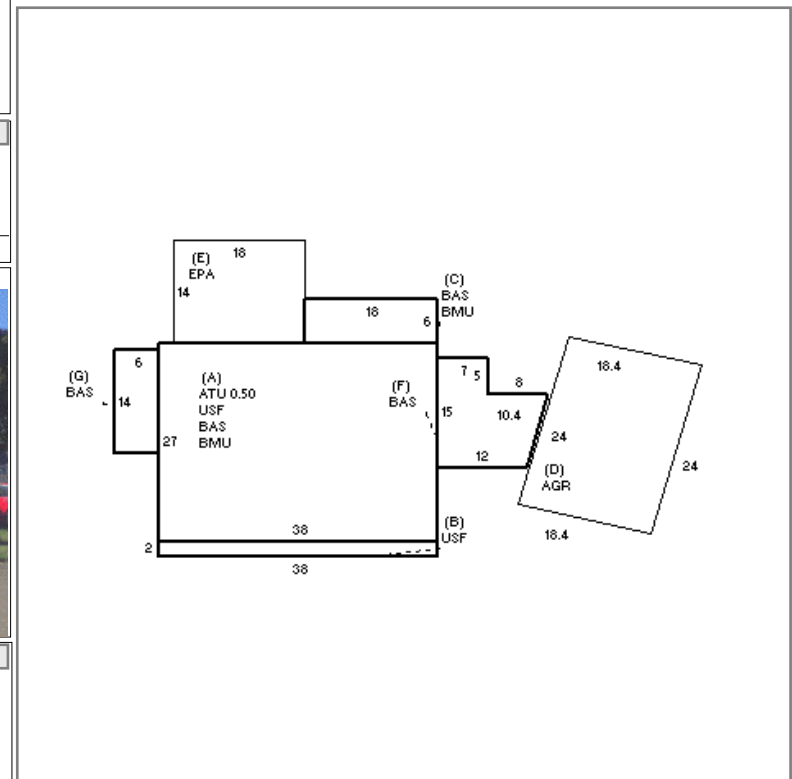 18
(E)
EPA
14
(C)
BAS
BMU
18
6
6
(G)
BAS
14
(A)
ATU 0.50
USF
BAS
BMU
27
(F)
BAS
7
5
8
15
10.4
12
18.4
24
24
(D)
AGR
18.4
38
2
(B)
USF
38